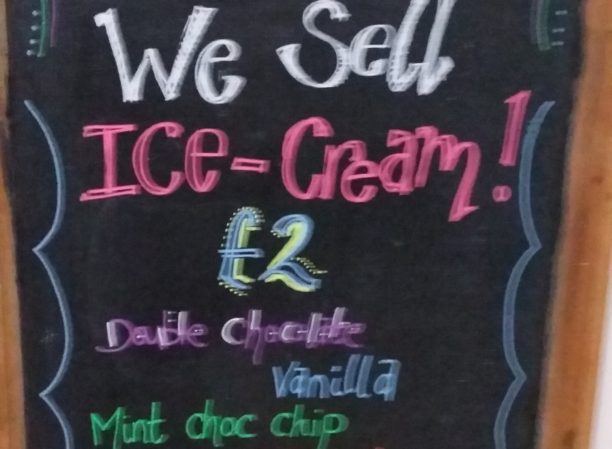 We Sell
ICe-Cream!
£2
Double chocolate
Vanilla
Mint choc chip